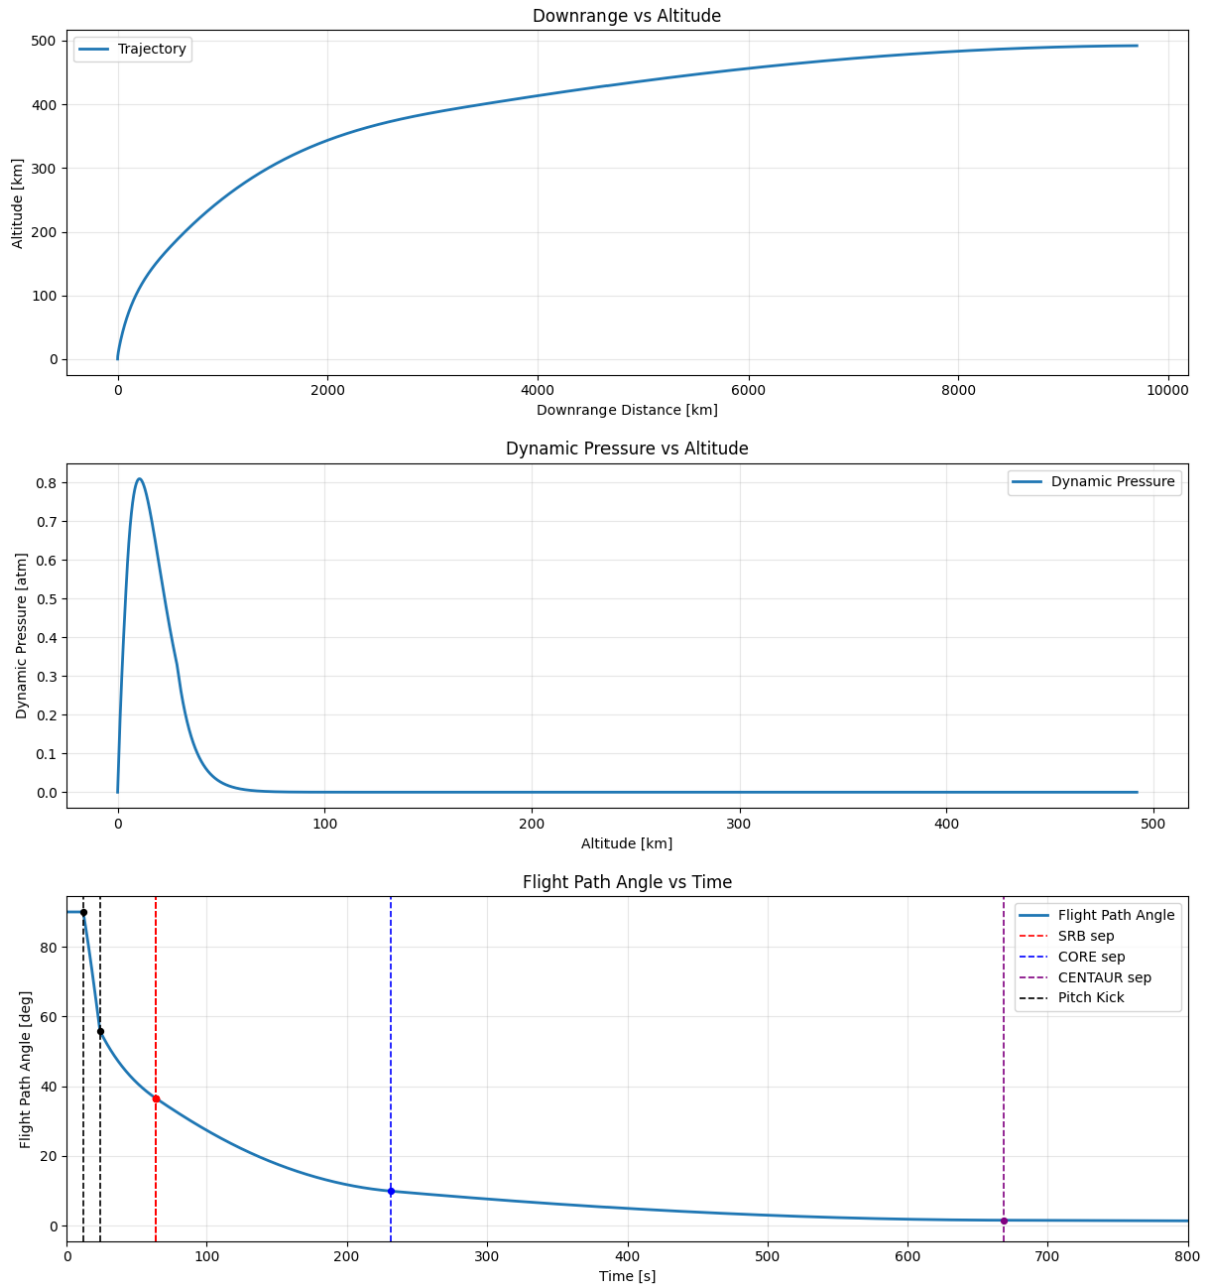 Downrange vs Altitude
Trajectory
500
400
300
200
100
0
Altitude [km]
0 2000 4000 6000 8000 10000
Downrange Distance [km]
Dynamic Pressure vs Altitude
Dynamic Pressure
0.8
0.7
0.6
0.5
0.4
0.3
0.2
0.1
0.0
Dynamic Pressure [atm]
0 100 200 300 400 500
Altitude [km]
Flight Path Angle vs Time
Flight Path Angle
SRB sep
CORE sep
CENTAUR sep
Pitch Kick
80
60
40
20
0
Flight Path Angle [deg]
0 100 200 300 400 500 600 700 800
Time [s]